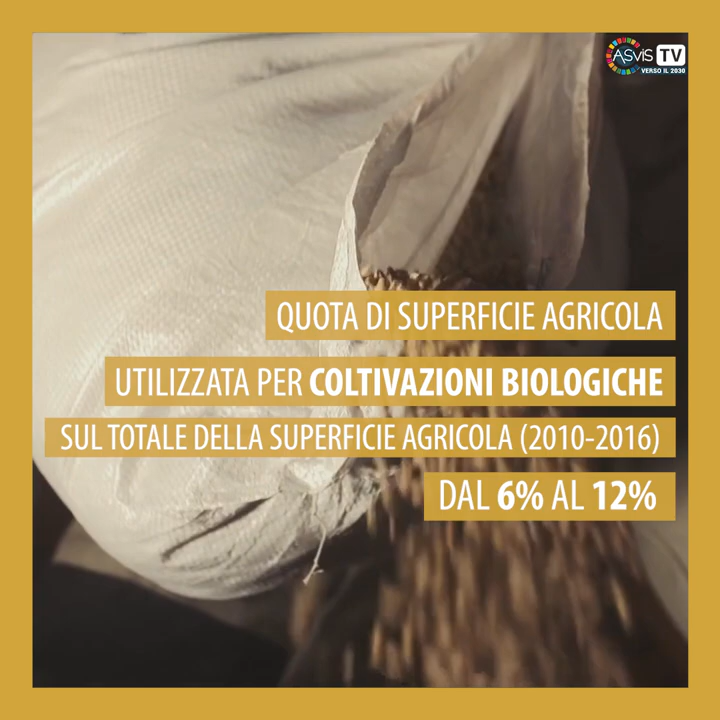 ASviS TV
VERSO IL 2030
QUOTA DI SUPERFICIE AGRICOLA
UTILIZZATA PER COLTIVAZIONI BIOLOGICHE
SUL TOTALE DELLA SUPERFICIE AGRICOLA (2010-2016)
DAL 6% AL 12%